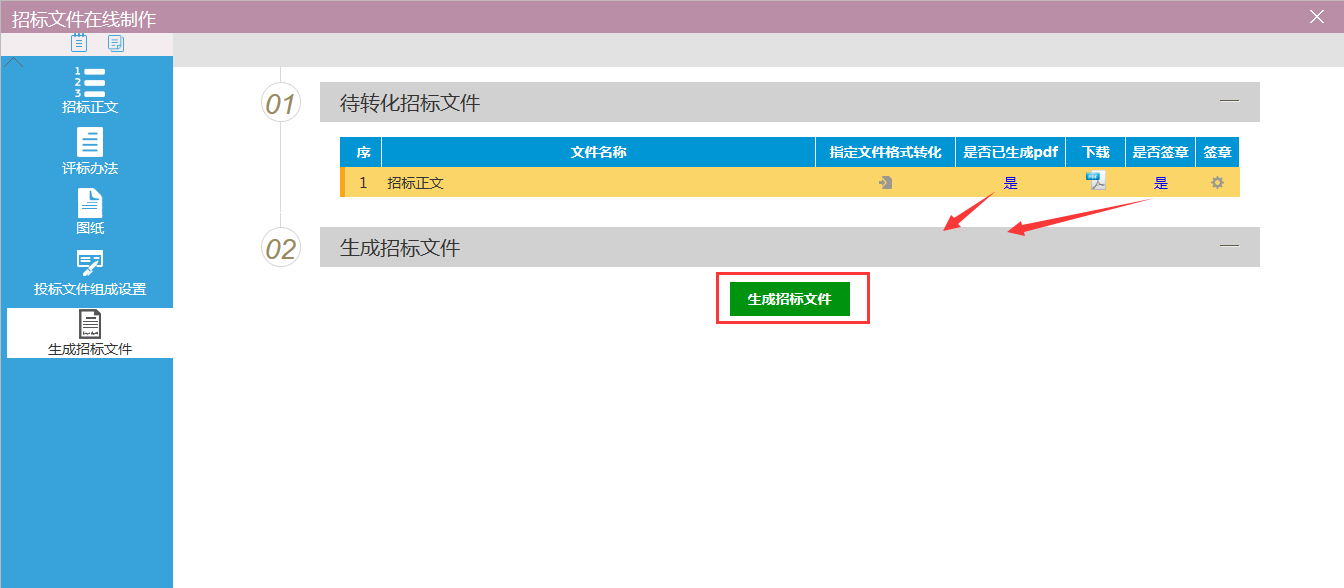 招标文件在线制作
1
2
3
招标正文
评标办法
图纸
投标文件组成设置
生成招标文件
01 待转化招标文件
序 文件名称 指定文件格式转化 是否已生成pdf 下载 是否签章 签章
1 招标正文 是 是
02 生成招标文件
生成招标文件